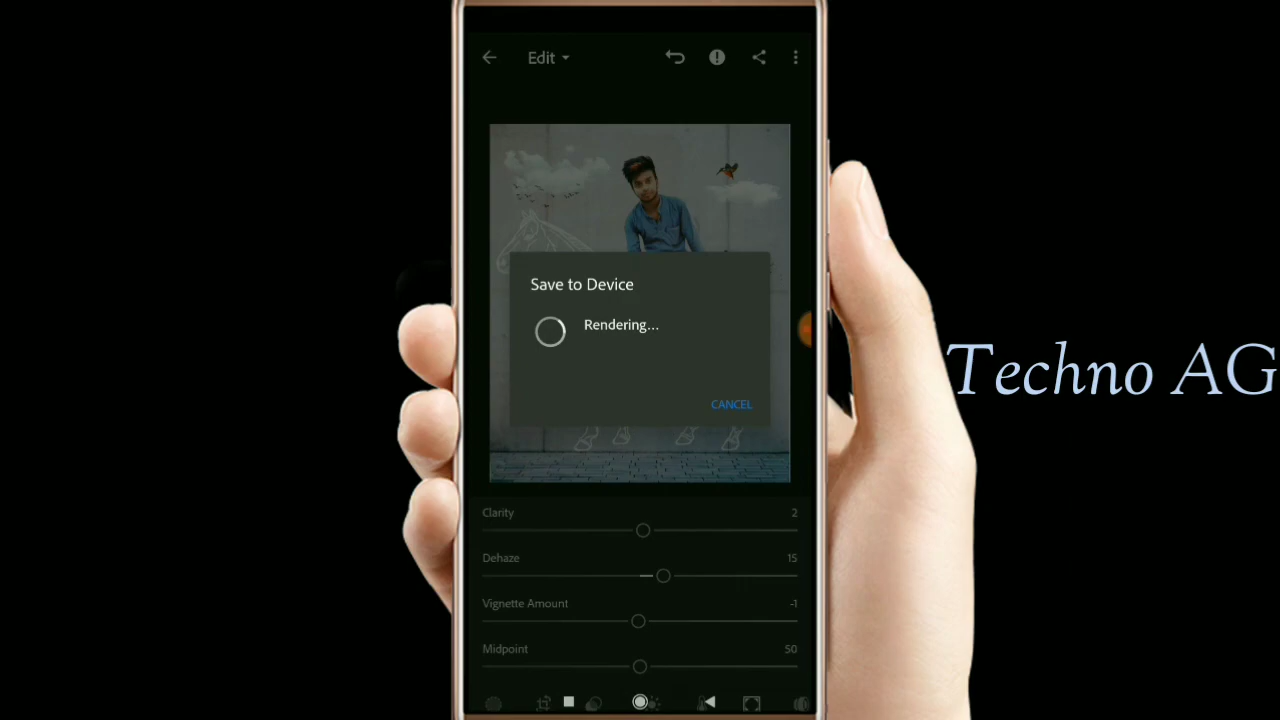 Edit
Save to Device
Rendering...
CANCEL
Techno AG
Clarity 2
Dehaze 15
Vignette Amount -1
Midpoint 50